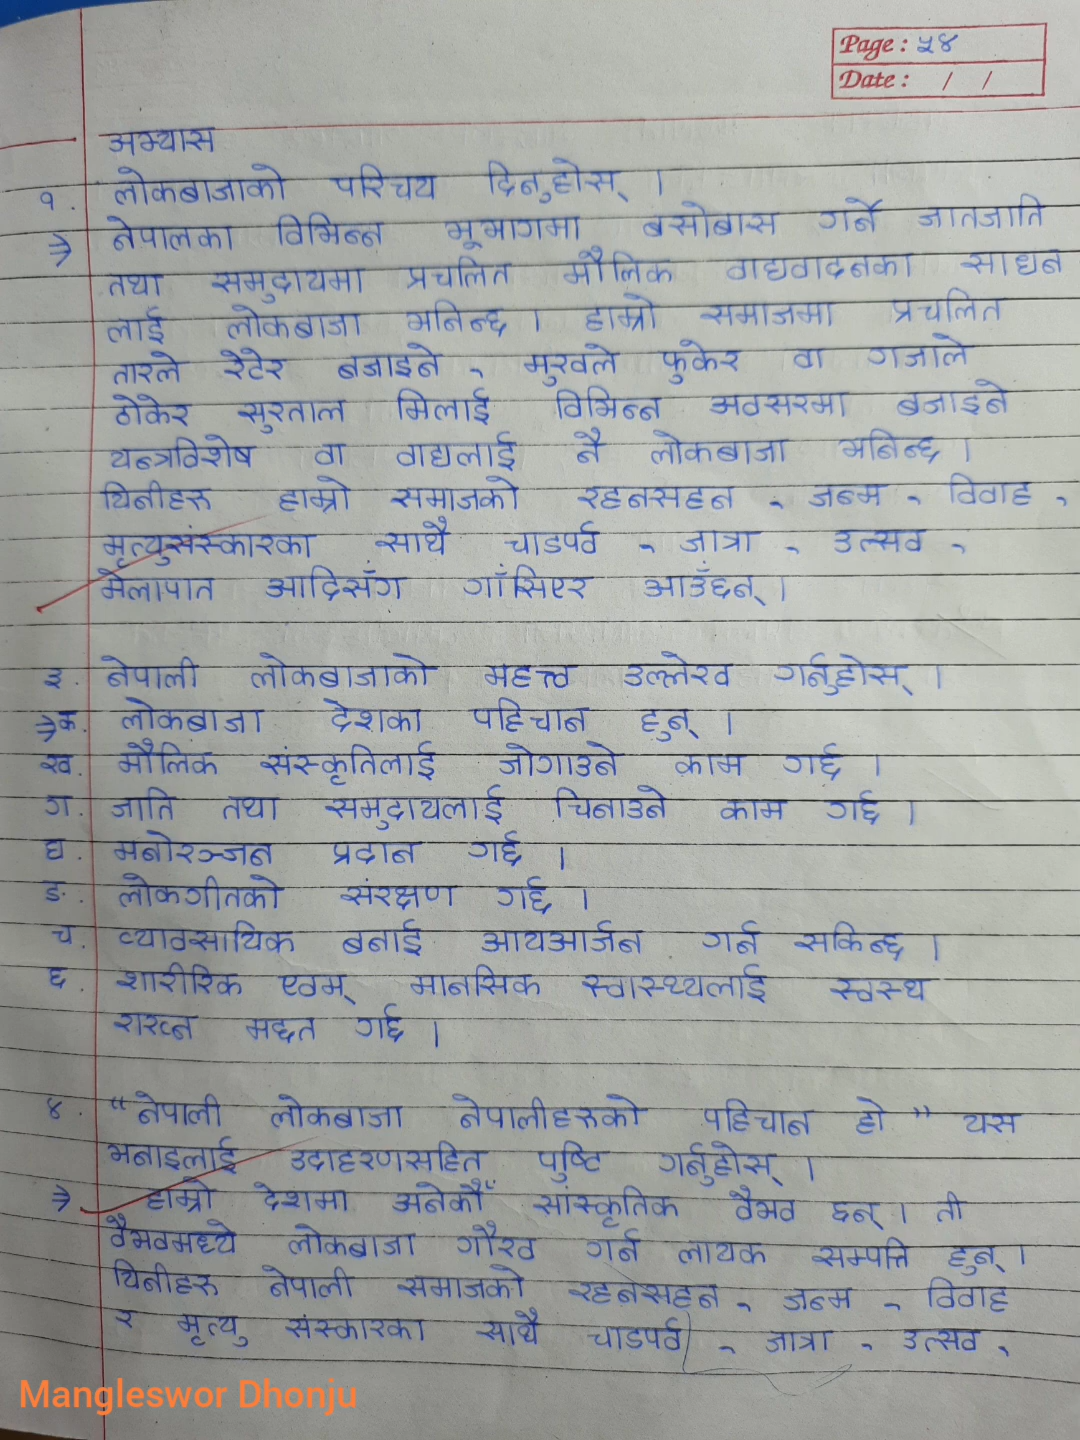 Page: ५४
Date: / /
अभ्यास
१. लोकबाजाको परिचय दिनुहोस् ।
⇒ नेपालका विभिन्न भूभागमा बसोबास गर्ने जातजाति
तथा समुदायमा प्रचलित मौलिक वाद्यवादनका साधन
लाई लोकबाजा भनिन्छ । हाम्रो समाजमा प्रचलित
तारले रेटेर बजाइने , मुखले फुकेर वा गजाले
ठोकेर सुरताल मिलाई विभिन्न अवसरमा बजाइने
यन्त्रविशेष वा वाद्यलाई नै लोकबाजा भनिन्छ ।
यिनीहरू हाम्रो समाजको रहनसहन , जन्म , विवाह ,
मृत्युसंस्कारका साथै चाडपर्व , जात्रा , उत्सव ,
मेलापात आदिसँग गाँसिएर आउँछन् ।
३. नेपाली लोकबाजाको महत्त्व उल्लेख गर्नुहोस् ।
⇒क. लोकबाजा देशका पहिचान हुन् ।
ख. मौलिक संस्कृतिलाई जोगाउने काम गर्छ ।
ग. जाति तथा समुदायलाई चिनाउने काम गर्छ ।
घ. मनोरञ्जन प्रदान गर्छ ।
ङ. लोकगीतको संरक्षण गर्छ ।
च. व्यावसायिक बनाई आयआर्जन गर्न सकिन्छ ।
छ. शारीरिक एवम् मानसिक स्वास्थ्यलाई स्वस्थ
राख्न मद्दत गर्छ ।
४. “नेपाली लोकबाजा नेपालीहरूको पहिचान हो” यस
भनाइलाई उदाहरणसहित पुष्टि गर्नुहोस् ।
⇒ हाम्रो देशमा अनेकौँ सांस्कृतिक वैभव छन् । ती
वैभवमध्ये लोकबाजा गौरव गर्न लायक सम्पत्ति हुन् ।
यिनीहरू नेपाली समाजको रहनसहन , जन्म , विवाह
र मृत्यु संस्कारका साथै चाडपर्व , जात्रा , उत्सव ,
Mangleswor Dhonju